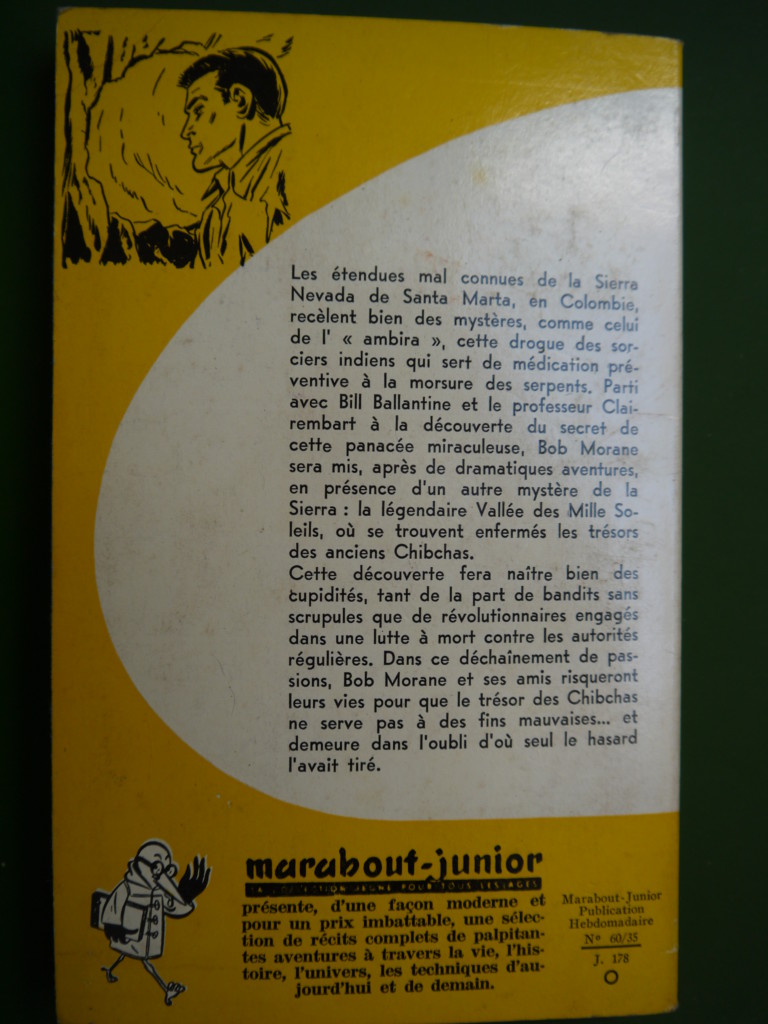 Les étendues mal connues de la Sierra
Nevada de Santa Marta, en Colombie,
recèlent bien des mystères, comme celui
de l' « ambira », cette drogue des sor-
ciers indiens qui sert de médication pré-
ventive à la morsure des serpents. Parti
avec Bill Ballantine et le professeur Clai-
rembart à la découverte du secret de
cette panacée miraculeuse, Bob Morane
sera mis, après de dramatiques aventures,
en présence d'un autre mystère de la
Sierra : la légendaire Vallée des Mille So-
leils, où se trouvent enfermés les trésors
des anciens Chibchas.
Cette découverte fera naître bien des
cupidités, tant de la part de bandits sans
scrupules que de révolutionnaires engagés
dans une lutte à mort contre les autorités
régulières. Dans ce déchaînement de pas-
sions, Bob Morane et ses amis risqueront
leurs vies pour que le trésor des Chibchas
ne serve pas à des fins mauvaises... et
demeure dans l'oubli d'où seul le hasard
l'avait tiré.
marabout-junior
LA COLLECTION JEUNE POUR TOUS LES AGES
présente, d'une façon moderne et
pour un prix imbattable, une sélec-
tion de récits complets de palpitan-
tes aventures à travers la vie, l'his-
toire, l'univers, les techniques d'au-
jourd'hui et de demain.
Marabout-Junior
Publication
Hebdomadaire
N° 60/35
J. 178